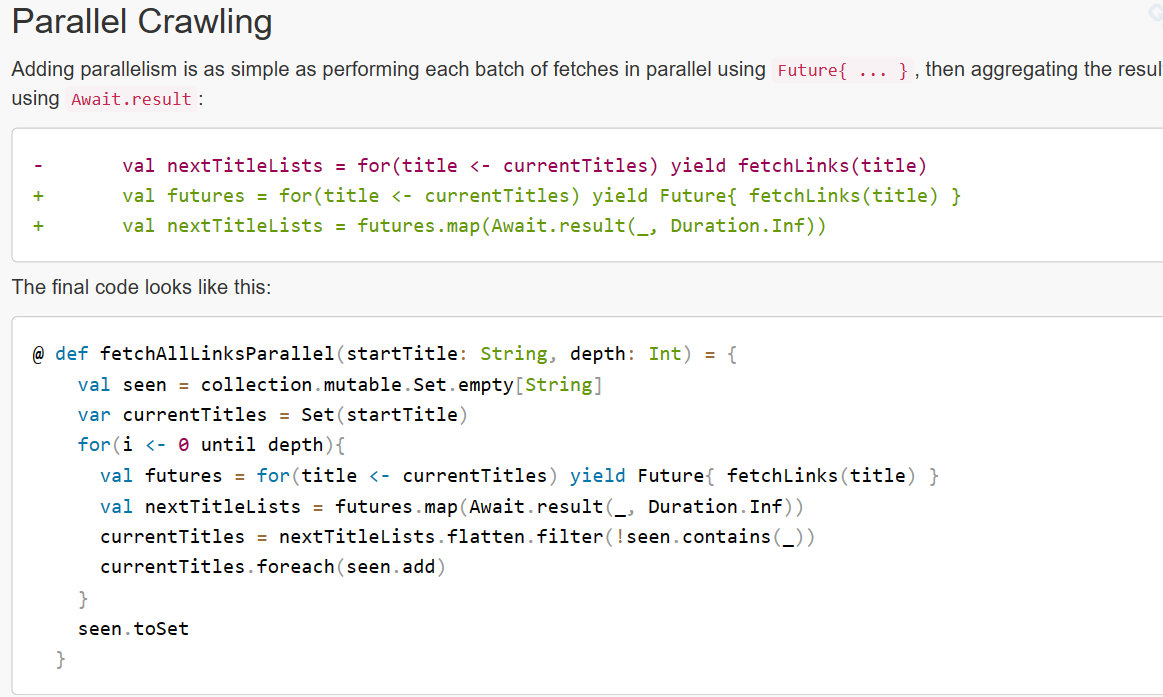 Parallel Crawling
Adding parallelism is as simple as performing each batch of fetches in parallel using Future{ ... }, then aggregating the resul
using Await.result :
-       val nextTitleLists = for(title <- currentTitles) yield fetchLinks(title)
+       val futures = for(title <- currentTitles) yield Future{ fetchLinks(title) }
+       val nextTitleLists = futures.map(Await.result(_, Duration.Inf))
The final code looks like this:
@ def fetchAllLinksParallel(startTitle: String, depth: Int) = {
    val seen = collection.mutable.Set.empty[String]
    var currentTitles = Set(startTitle)
    for(i <- 0 until depth){
      val futures = for(title <- currentTitles) yield Future{ fetchLinks(title) }
      val nextTitleLists = futures.map(Await.result(_, Duration.Inf))
      currentTitles = nextTitleLists.flatten.filter(!seen.contains(_))
      currentTitles.foreach(seen.add)
    }
    seen.toSet
  }